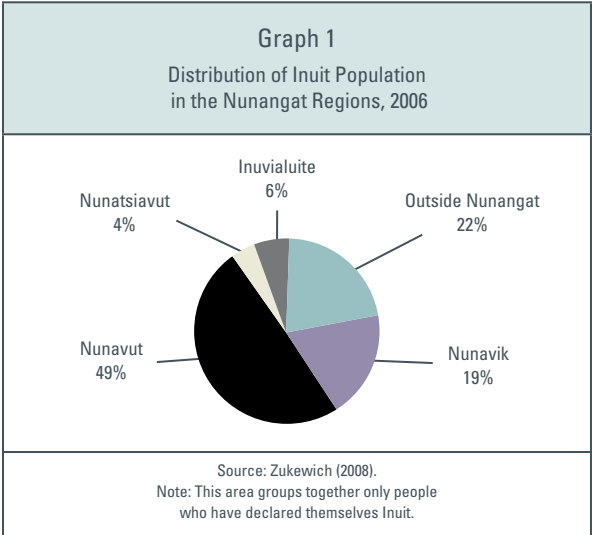 Graph 1
Distribution of Inuit Population
in the Nunangat Regions, 2006
Inuvialuite
6%
Nunatsiavut
4%
Outside Nunangat
22%
Nunavut
49%
Nunavik
19%
Source: Zukewich (2008).
Note: This area groups together only people
who have declared themselves Inuit.